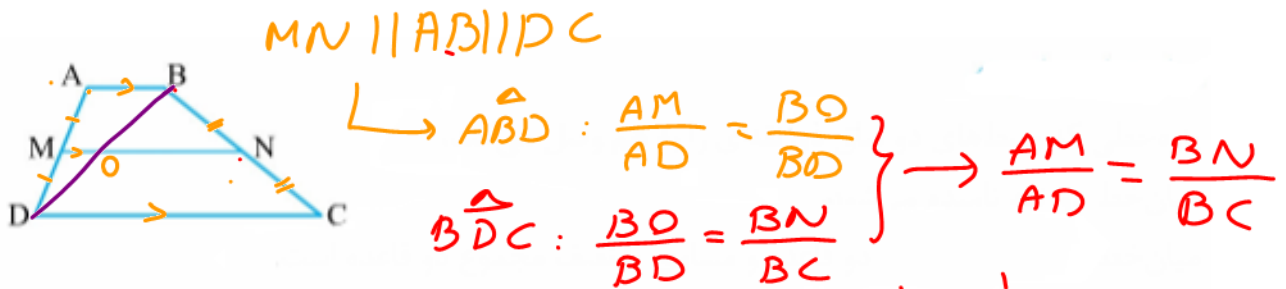 MN || AB || DC
A B
M O N
D C
→ △ABD : AM/AD = BO/BD
△BDC : BO/BD = BN/BC
} → AM/AD = BN/BC